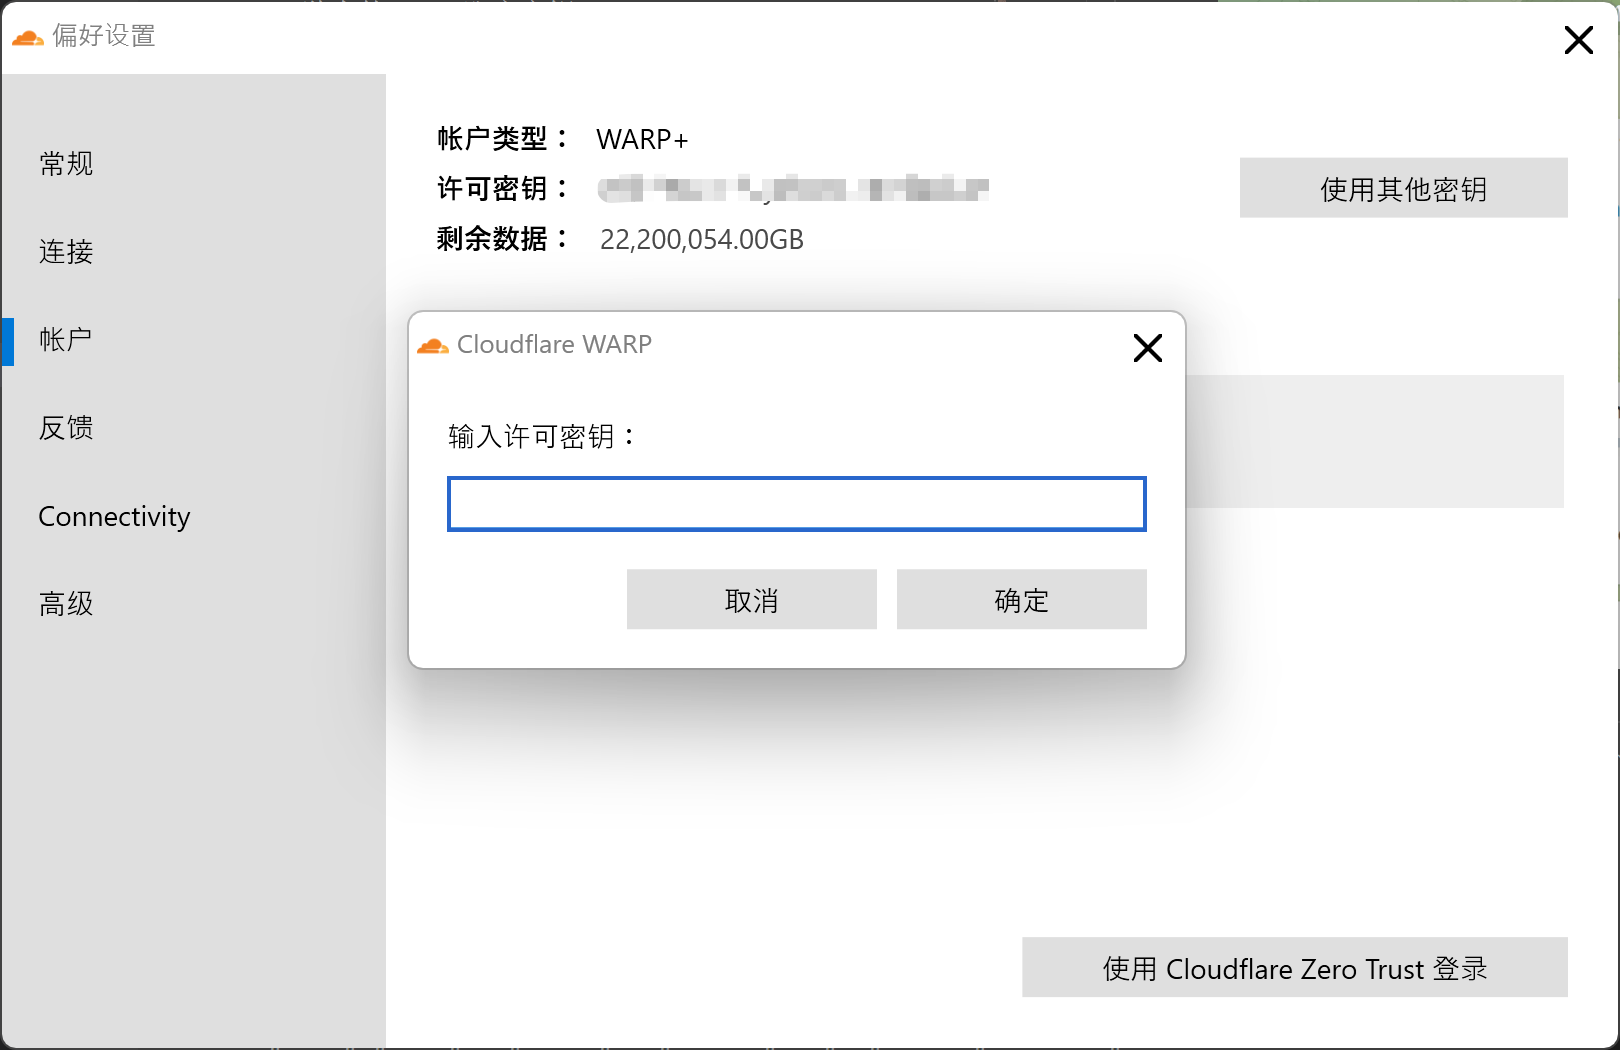 偏好设置
常规
连接
帐户
反馈
Connectivity
高级
帐户类型： WARP+
许可密钥：
使用其他密钥
剩余数据： 22,200,054.00GB
Cloudflare WARP
输入许可密钥：
取消
确定
使用 Cloudflare Zero Trust 登录